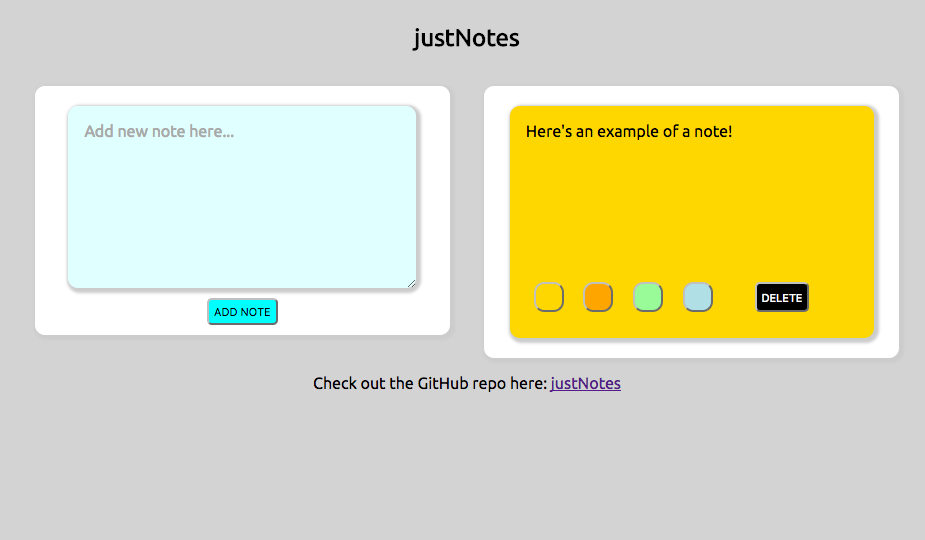 justNotes
Add new note here...
ADD NOTE
Here's an example of a note!
DELETE
Check out the GitHub repo here: justNotes